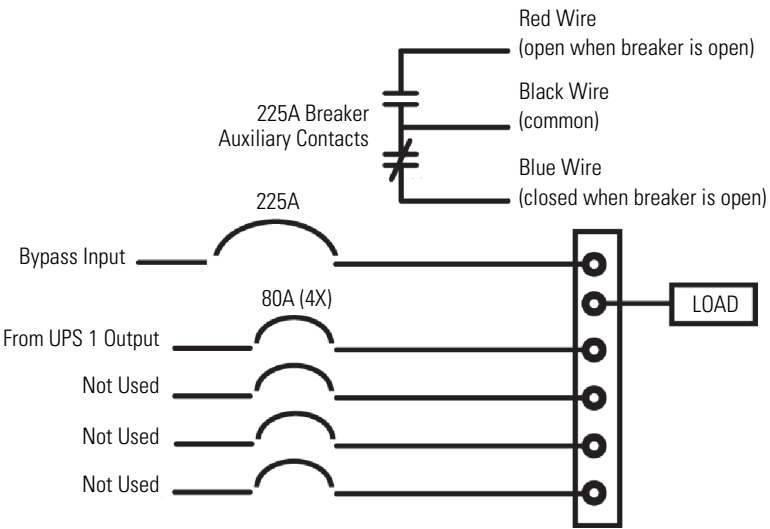 Red Wire
(open when breaker is open)
Black Wire
(common)
225A Breaker
Auxiliary Contacts
Blue Wire
(closed when breaker is open)
225A
Bypass Input
80A (4X)
LOAD
From UPS 1 Output
Not Used
Not Used
Not Used